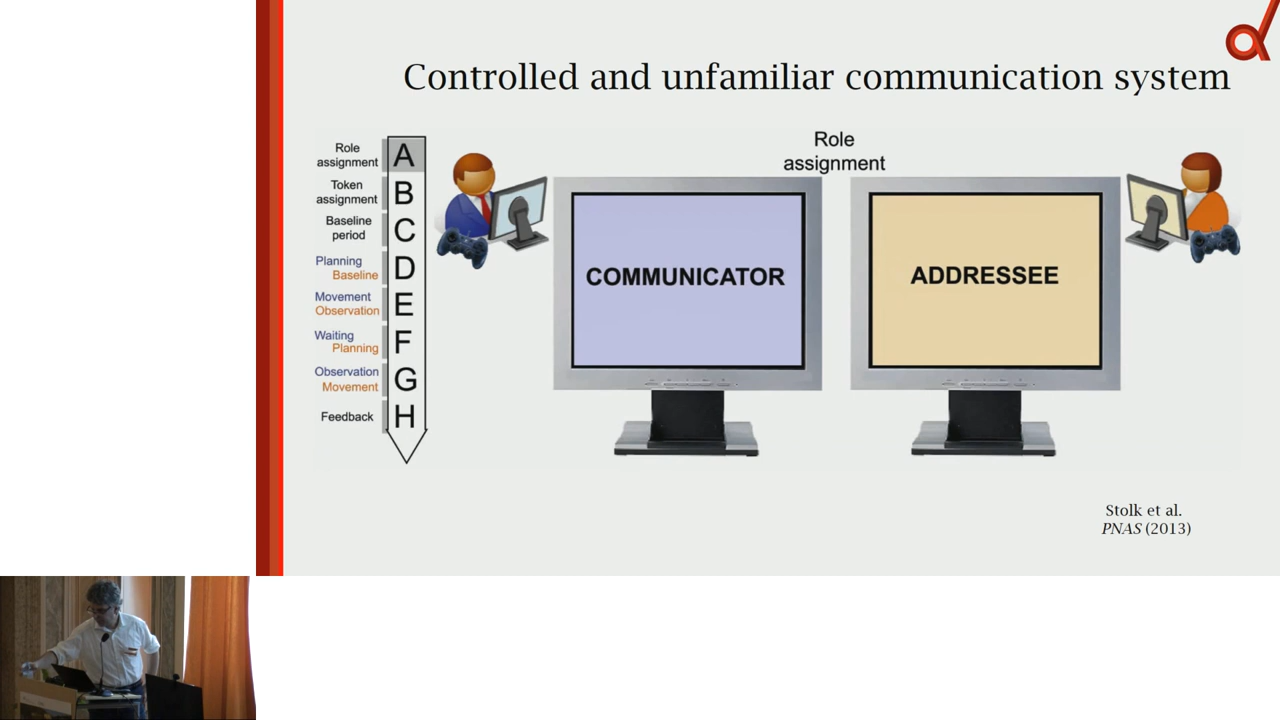 Controlled and unfamiliar communication system
Role
assignment
A
Token
assignment
B
Baseline
period
C
Planning
Baseline
D
Movement
Observation
E
Waiting
Planning
F
Observation
Movement
G
Feedback
H
Role
assignment
COMMUNICATOR
ADDRESSEE
Stolk et al.
PNAS (2013)